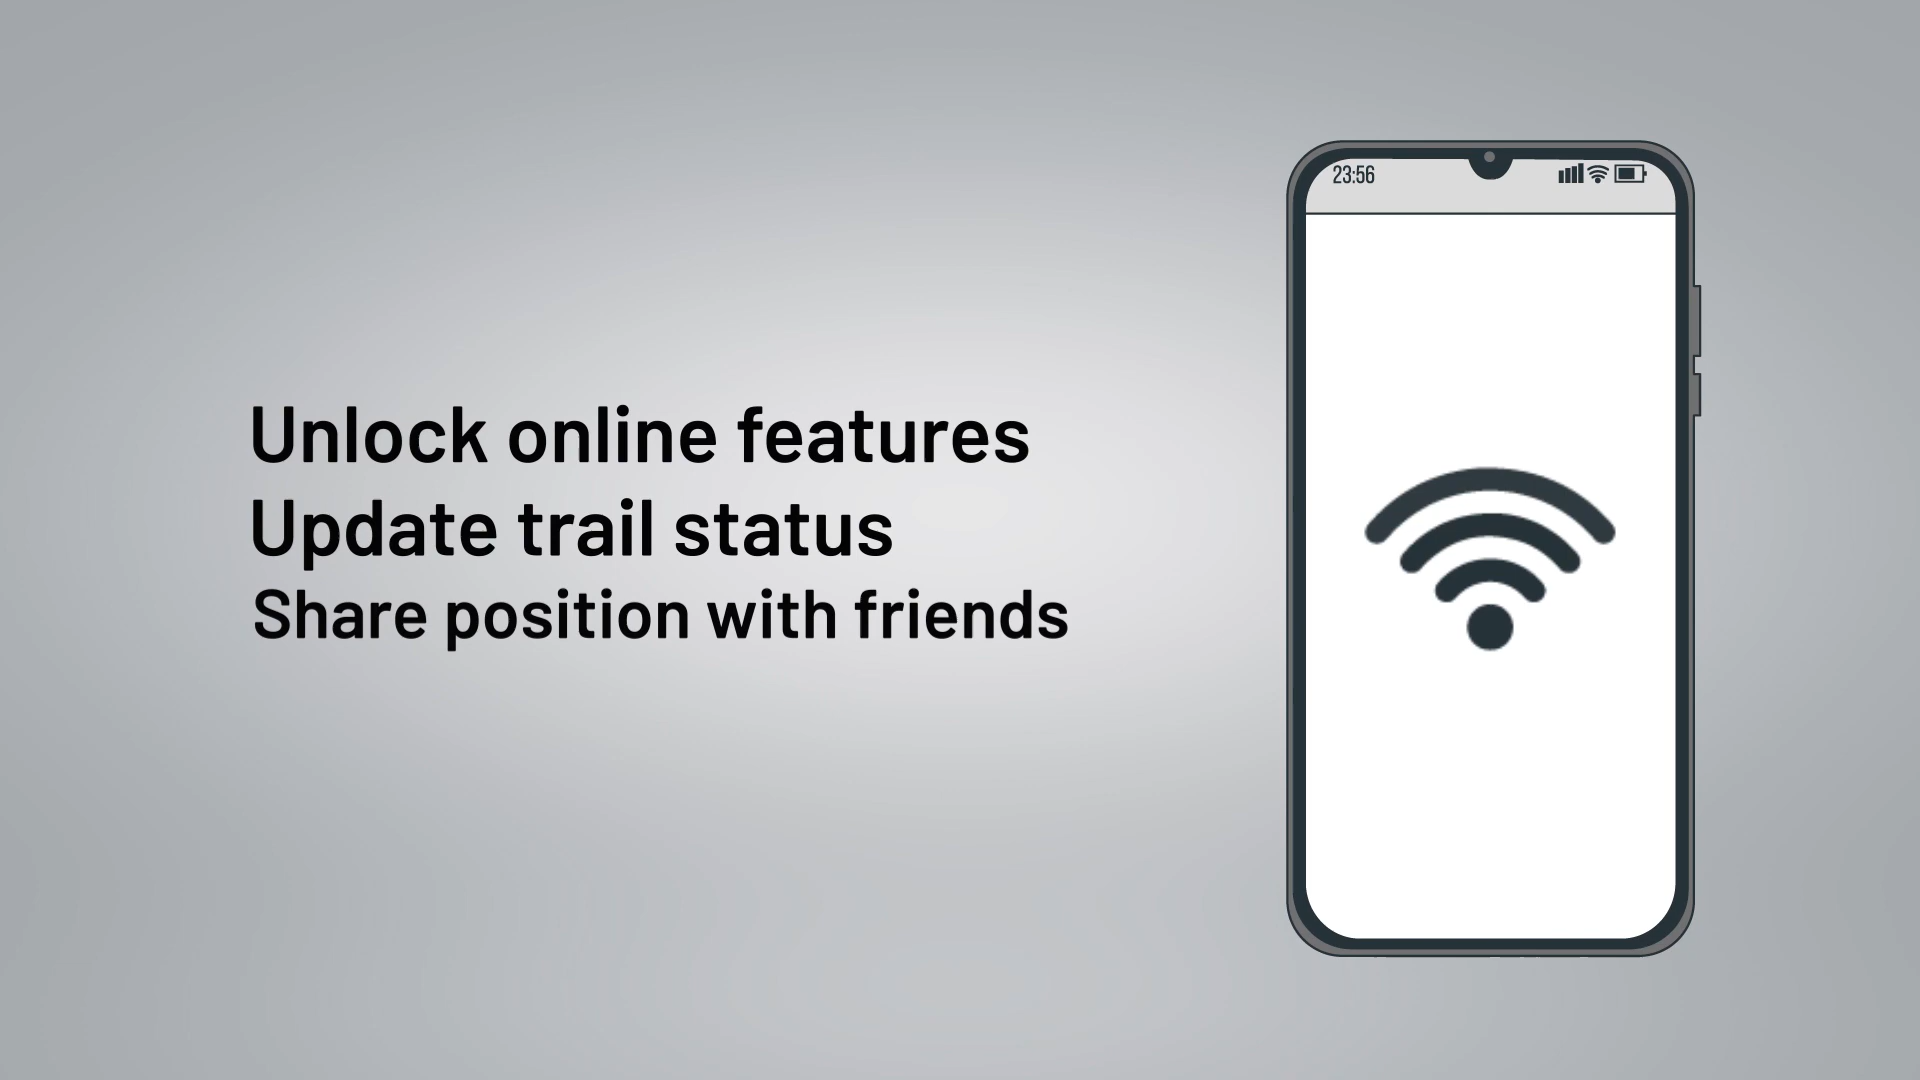 Unlock online features
Update trail status
Share position with friends
23:56